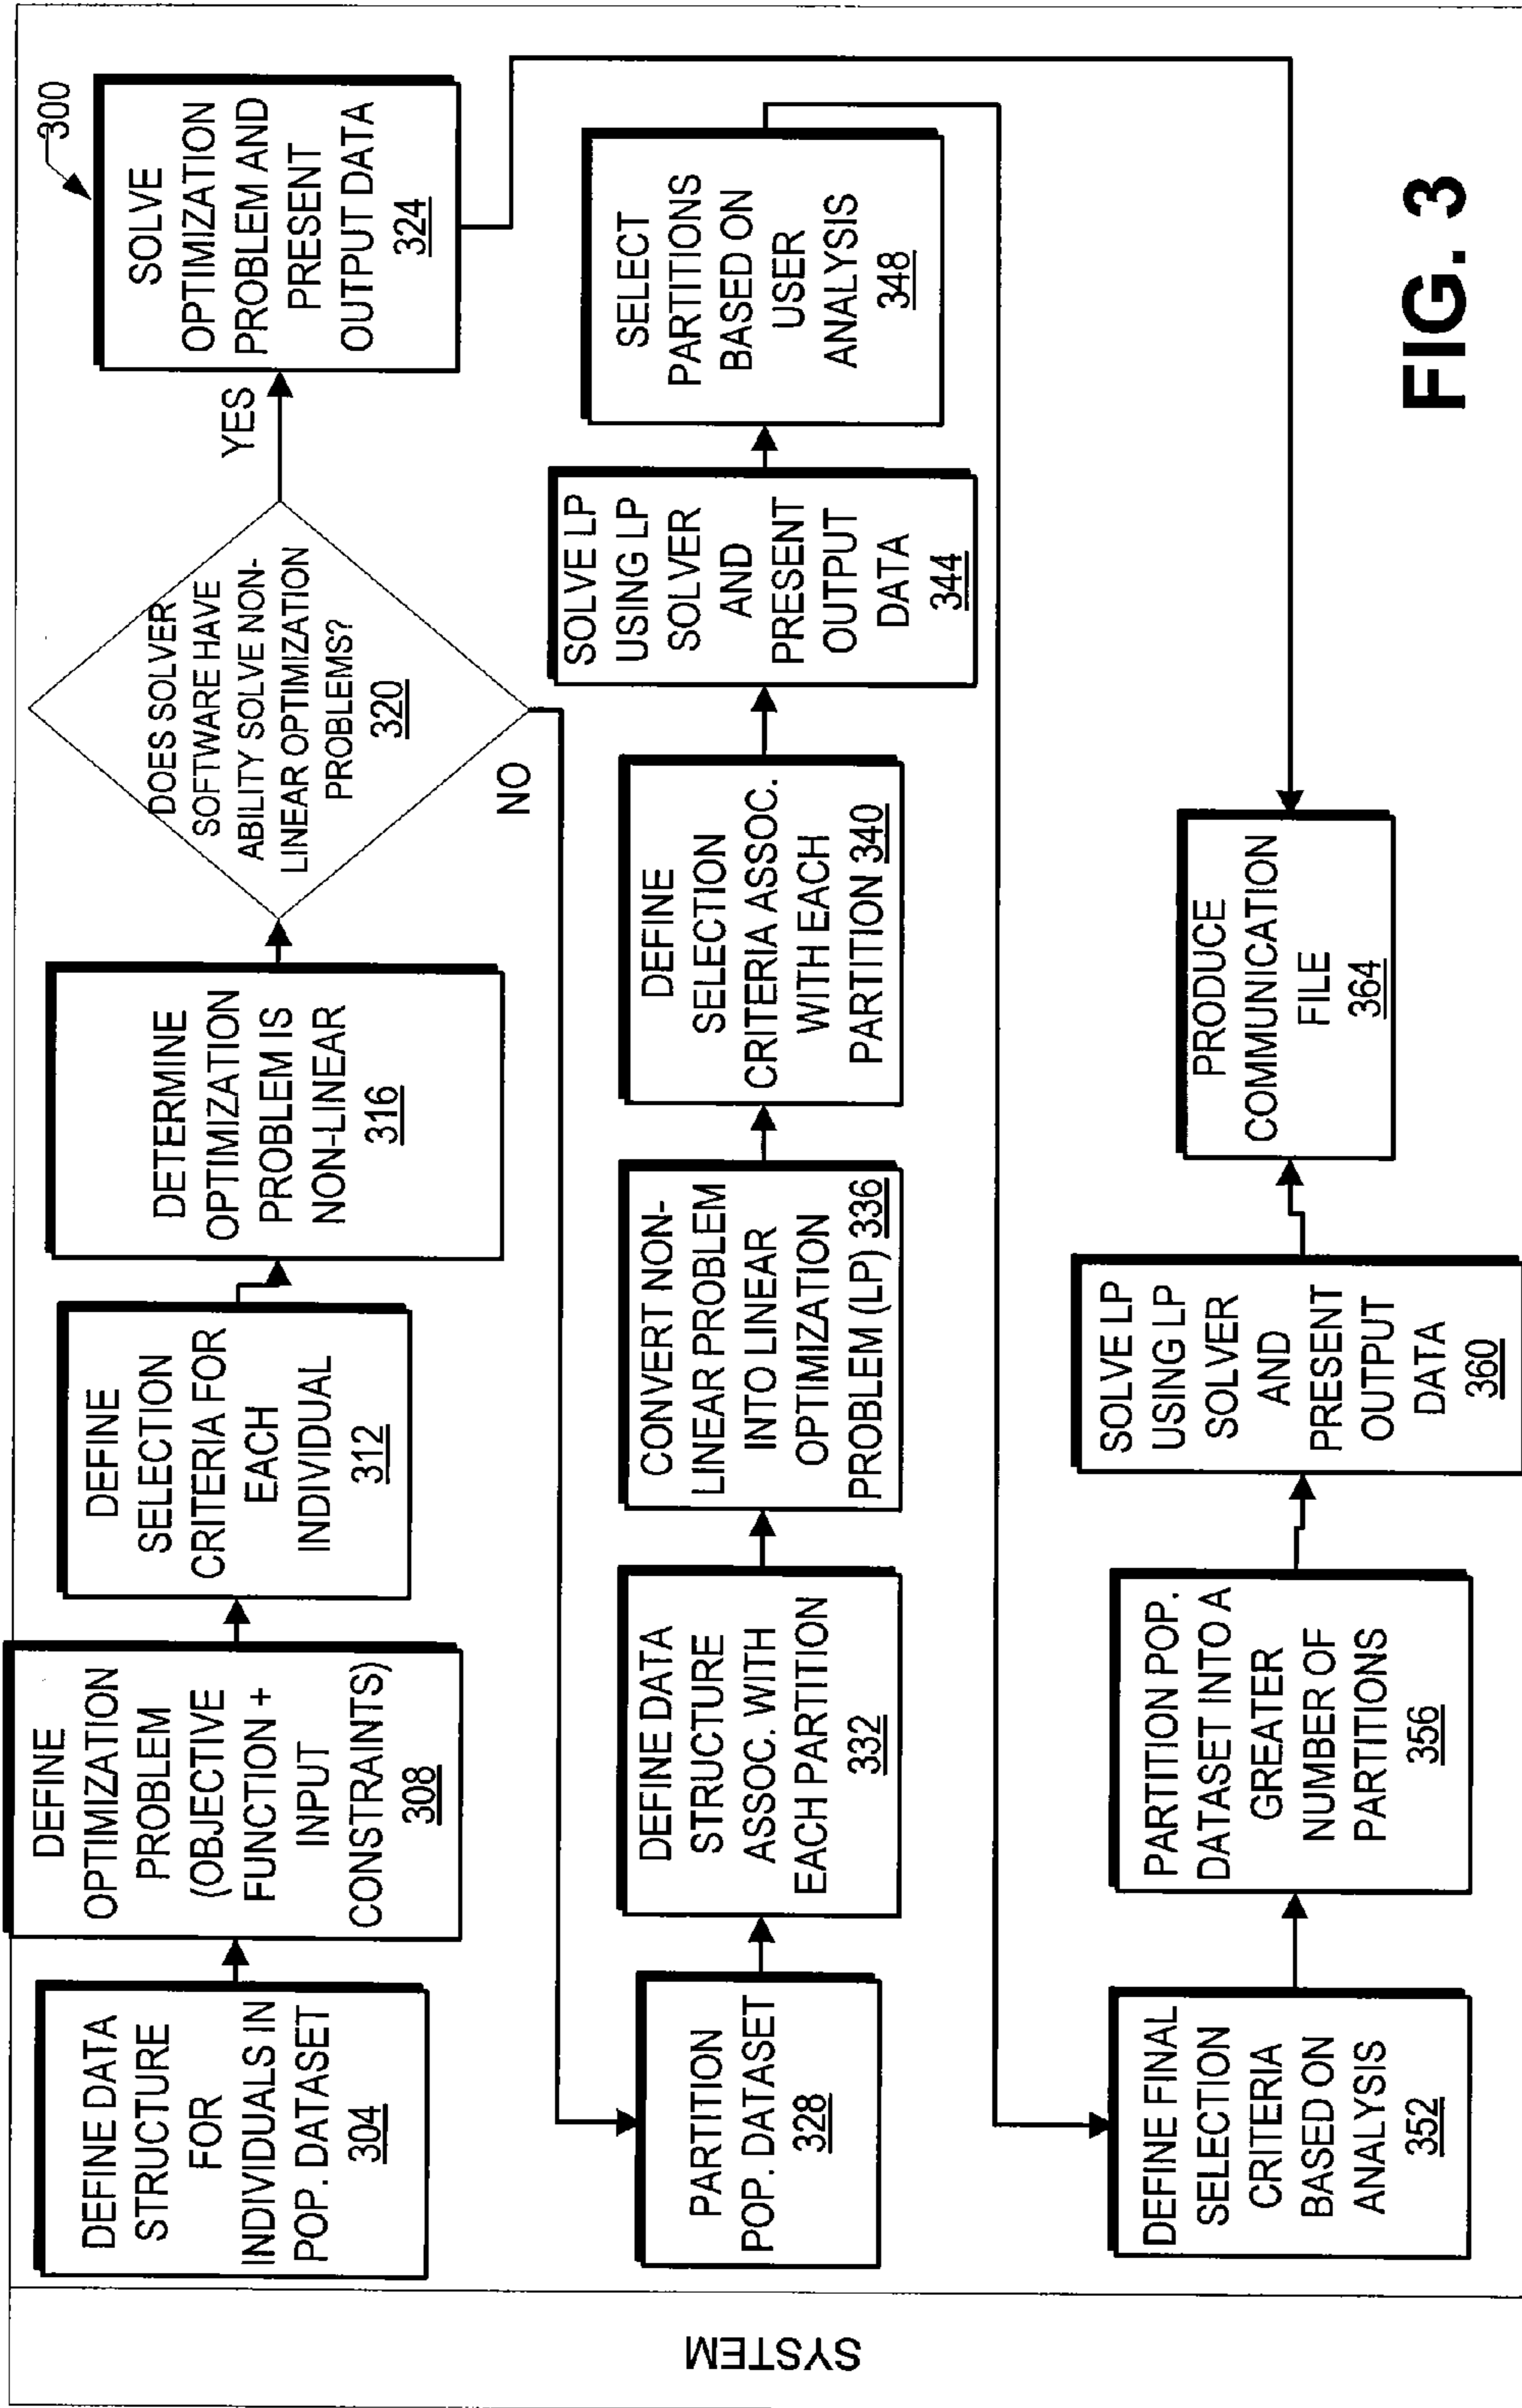 SYSTEM
300
DEFINE DATA
STRUCTURE
FOR
INDIVIDUALS IN
POP. DATASET
304
DEFINE
OPTIMIZATION
PROBLEM
(OBJECTIVE
FUNCTION +
INPUT
CONSTRAINTS)
308
DEFINE
SELECTION
CRITERIA FOR
EACH
INDIVIDUAL
312
DETERMINE
OPTIMIZATION
PROBLEM IS
NON-LINEAR
316
DOES SOLVER
SOFTWARE HAVE
ABILITY SOLVE NON-
LINEAR OPTIMIZATION
PROBLEMS?
320
YES
NO
SOLVE
OPTIMIZATION
PROBLEM AND
PRESENT
OUTPUT DATA
324
PARTITION
POP. DATASET
328
DEFINE DATA
STRUCTURE
ASSOC. WITH
EACH PARTITION
332
CONVERT NON-
LINEAR PROBLEM
INTO LINEAR
OPTIMIZATION
PROBLEM (LP) 336
DEFINE
SELECTION
CRITERIA ASSOC.
WITH EACH
PARTITION 340
SOLVE LP
USING LP
SOLVER
AND
PRESENT
OUTPUT
DATA
344
SELECT
PARTITIONS
BASED ON
USER
ANALYSIS
348
DEFINE FINAL
SELECTION
CRITERIA
BASED ON
ANALYSIS
352
PARTITION POP.
DATASET INTO A
GREATER
NUMBER OF
PARTITIONS
356
SOLVE LP
USING LP
SOLVER
AND
PRESENT
OUTPUT
DATA
360
PRODUCE
COMMUNICATION
FILE
364
FIG. 3